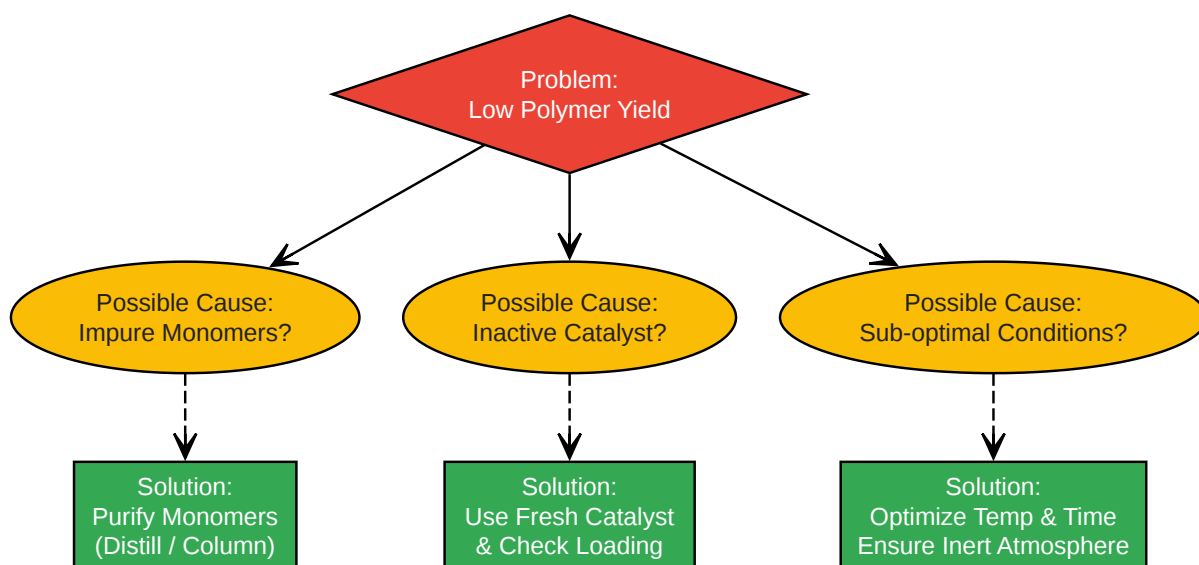 Problem:
Low Polymer Yield
Possible Cause:
Impure Monomers?
Possible Cause:
Inactive Catalyst?
Possible Cause:
Sub-optimal Conditions?
Solution:
Purify Monomers
(Distill / Column)
Solution:
Use Fresh Catalyst
& Check Loading
Solution:
Optimize Temp & Time
Ensure Inert Atmosphere